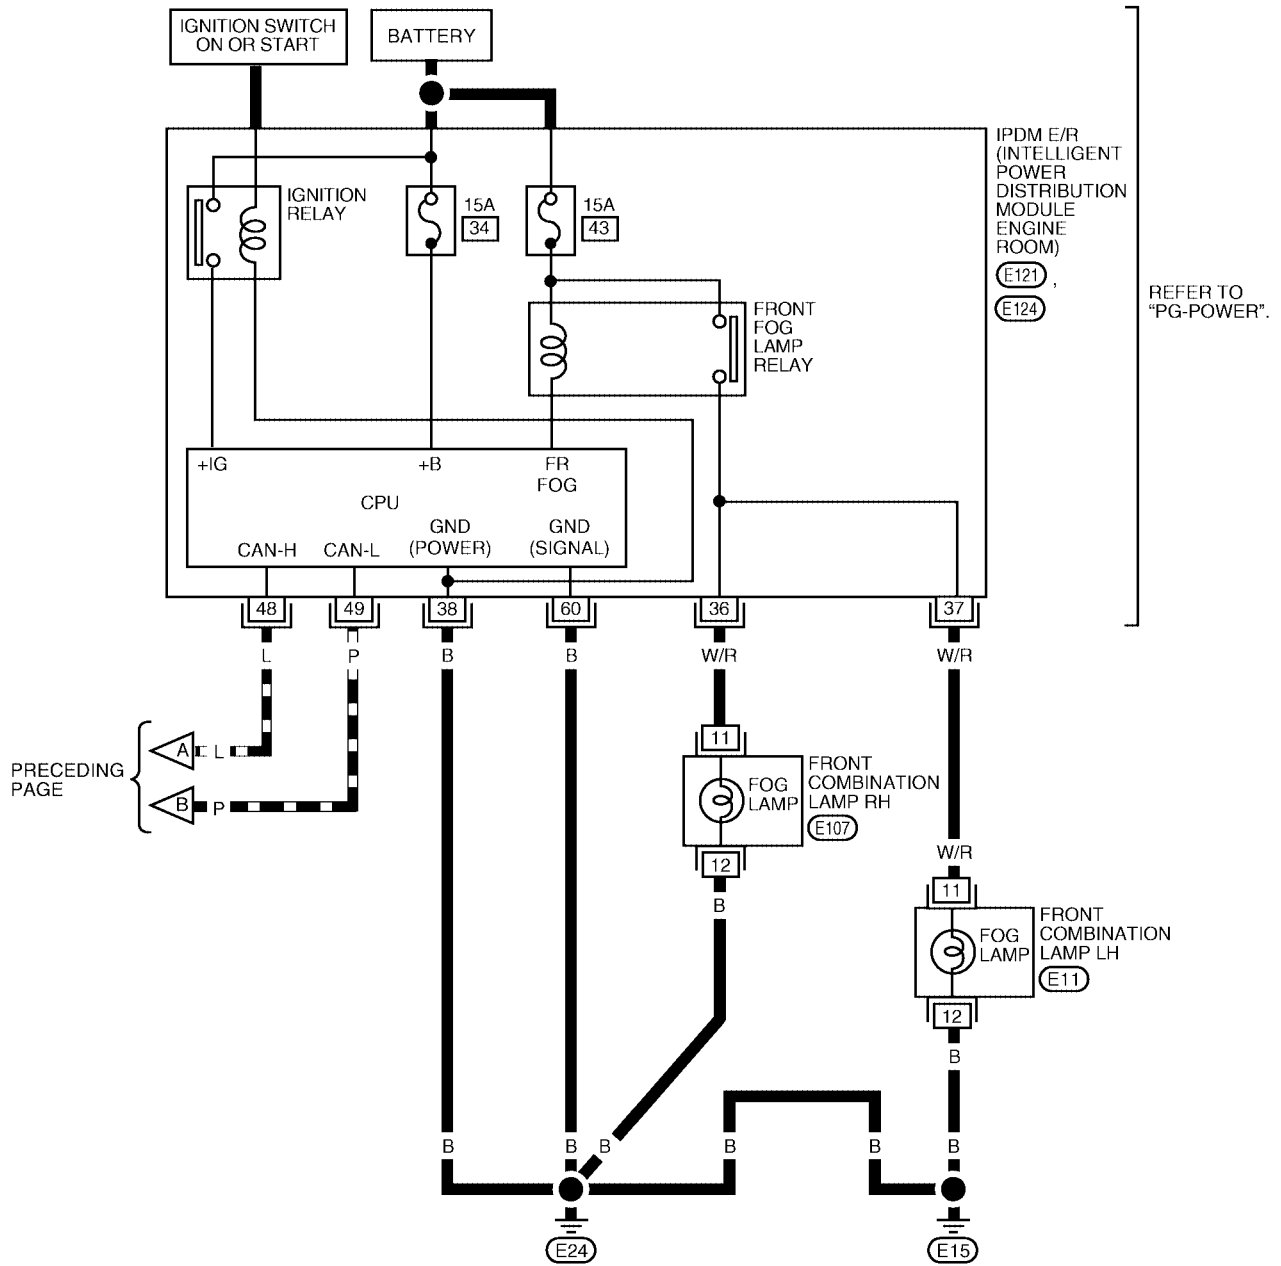 IGNITION SWITCH
ON OR START
BATTERY
IPDM E/R
(INTELLIGENT
POWER
DISTRIBUTION
MODULE
ENGINE
ROOM)
E121 ,
E124
REFER TO
“PG-POWER”.
IGNITION
RELAY
15A
34
15A
43
FRONT
FOG
LAMP
RELAY
+IG
+B
FR
FOG
CPU
CAN-H
CAN-L
GND
(POWER)
GND
(SIGNAL)
48
49
38
60
36
37
L
P
B
B
W/R
W/R
PRECEDING
PAGE
A
L
B
P
11
FOG
LAMP
FRONT
COMBINATION
LAMP RH
E107
12
B
W/R
11
FOG
LAMP
FRONT
COMBINATION
LAMP LH
E11
12
B
B
B
B
B
B
B
E24
E15